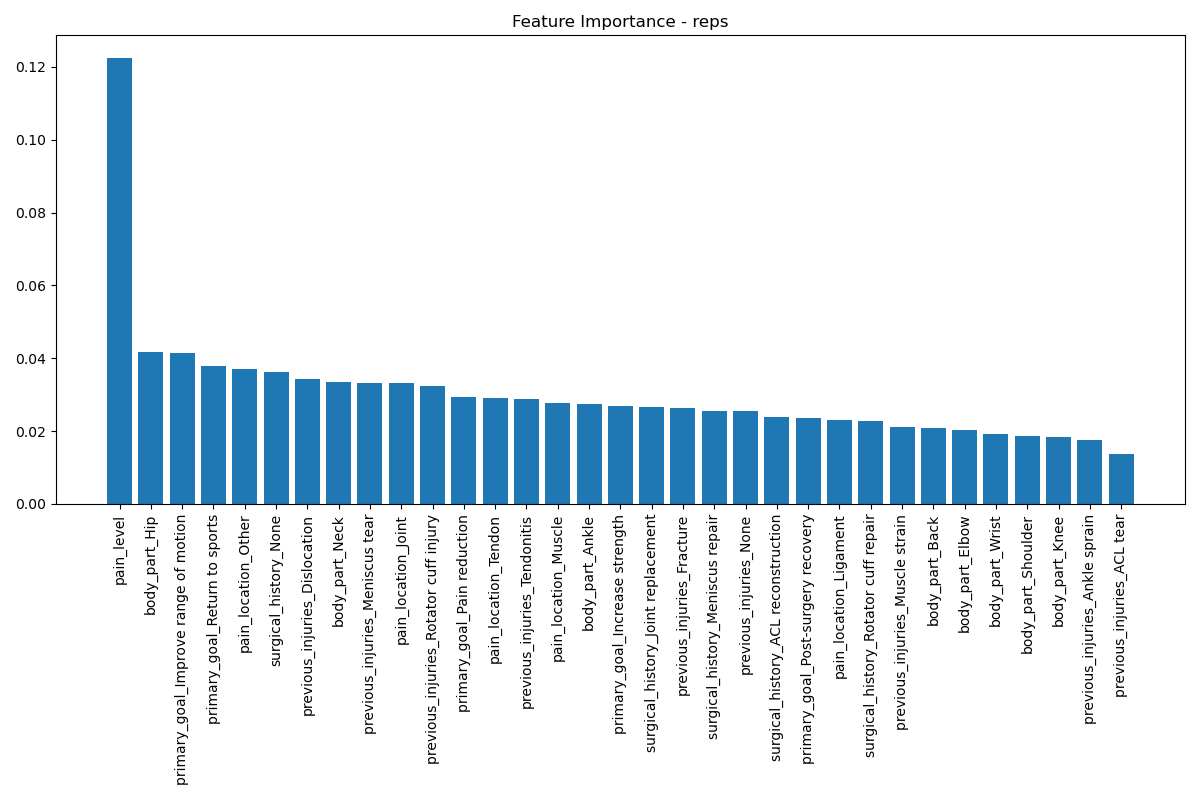 Feature Importance - reps
0.12
0.10
0.08
0.06
0.04
0.02
0.00
pain_level
body_part_Hip
primary_goal_Improve range of motion
primary_goal_Return to sports
pain_location_Other
surgical_history_None
previous_injuries_Dislocation
body_part_Neck
previous_injuries_Meniscus tear
pain_location_Joint
previous_injuries_Rotator cuff injury
primary_goal_Pain reduction
pain_location_Tendon
previous_injuries_Tendonitis
pain_location_Muscle
body_part_Ankle
primary_goal_Increase strength
surgical_history_Joint replacement
previous_injuries_Fracture
surgical_history_Meniscus repair
previous_injuries_None
surgical_history_ACL reconstruction
primary_goal_Post-surgery recovery
pain_location_Ligament
surgical_history_Rotator cuff repair
previous_injuries_Muscle strain
body_part_Back
body_part_Elbow
body_part_Wrist
body_part_Shoulder
body_part_Knee
previous_injuries_Ankle sprain
previous_injuries_ACL tear